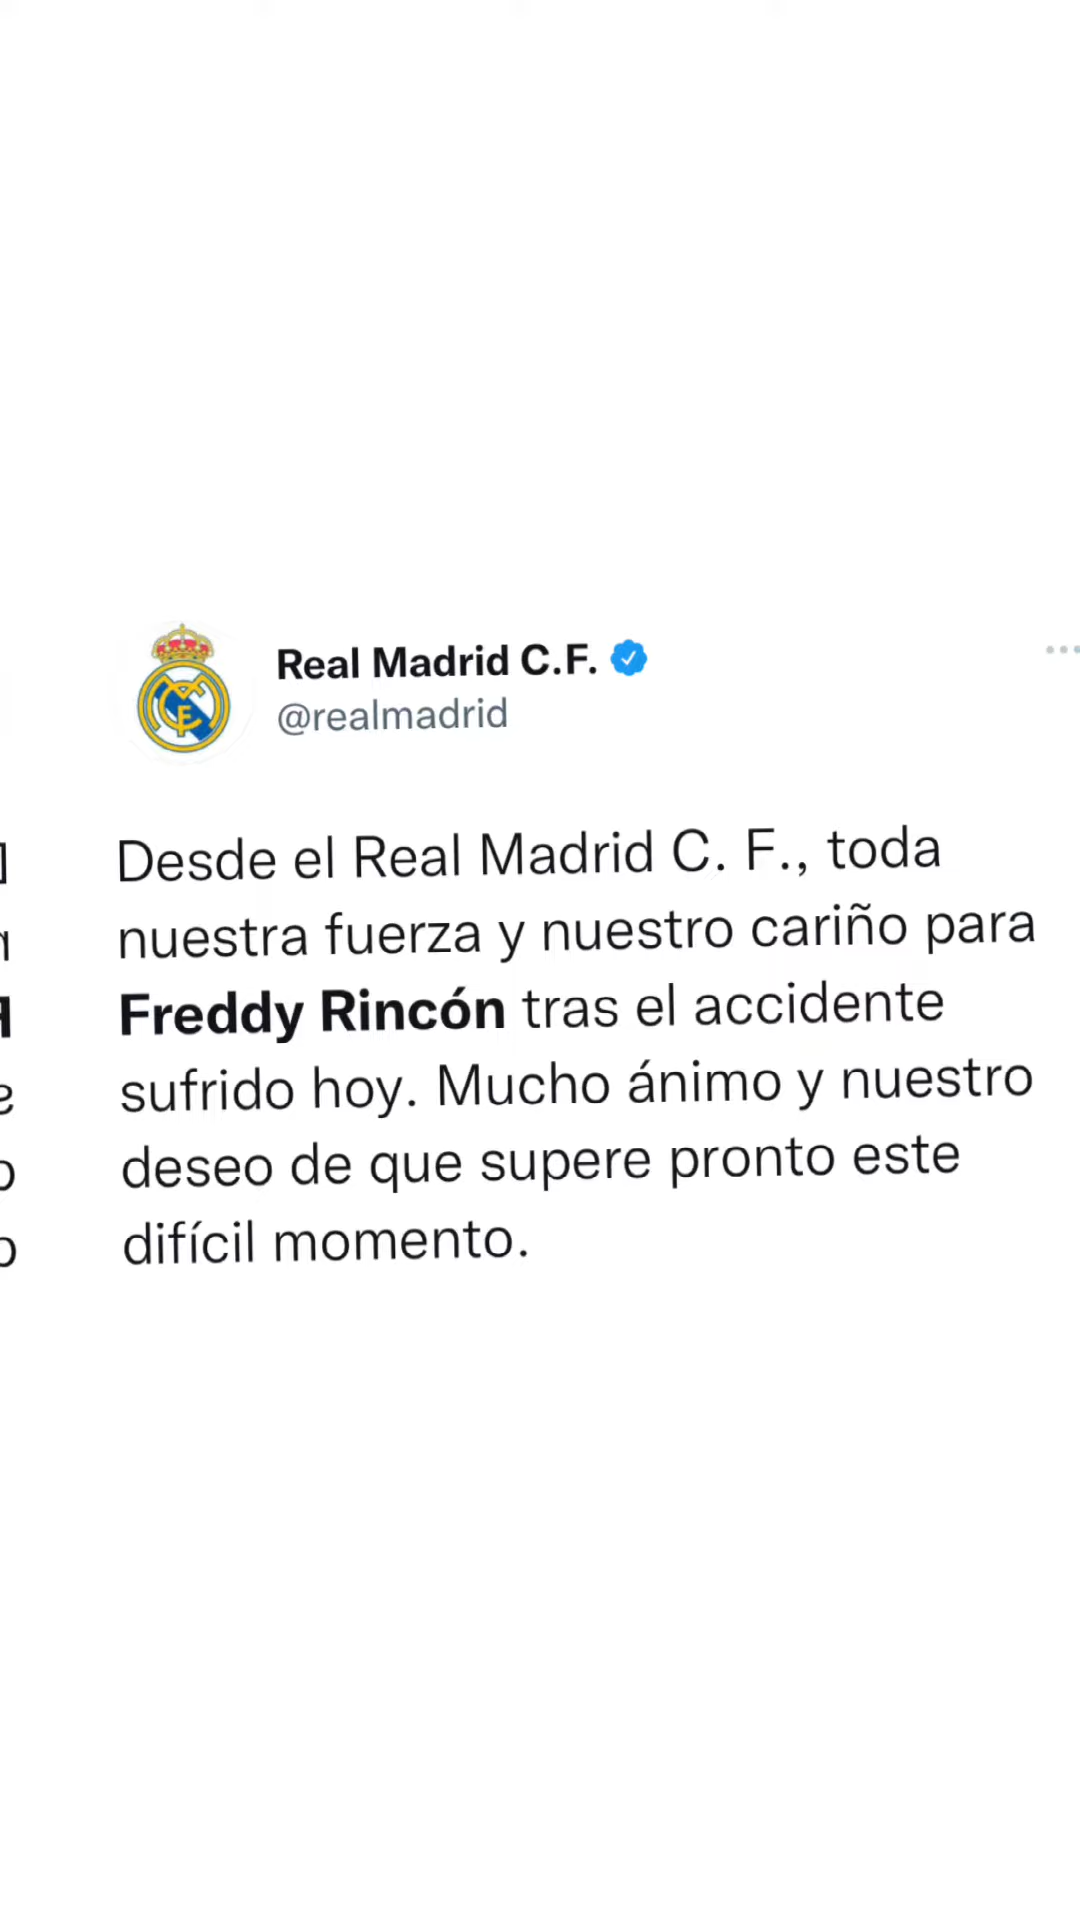 Real Madrid C.F.
@realmadrid
Desde el Real Madrid C. F., toda
nuestra fuerza y nuestro cariño para
Freddy Rincón tras el accidente
sufrido hoy. Mucho ánimo y nuestro
deseo de que supere pronto este
difícil momento.